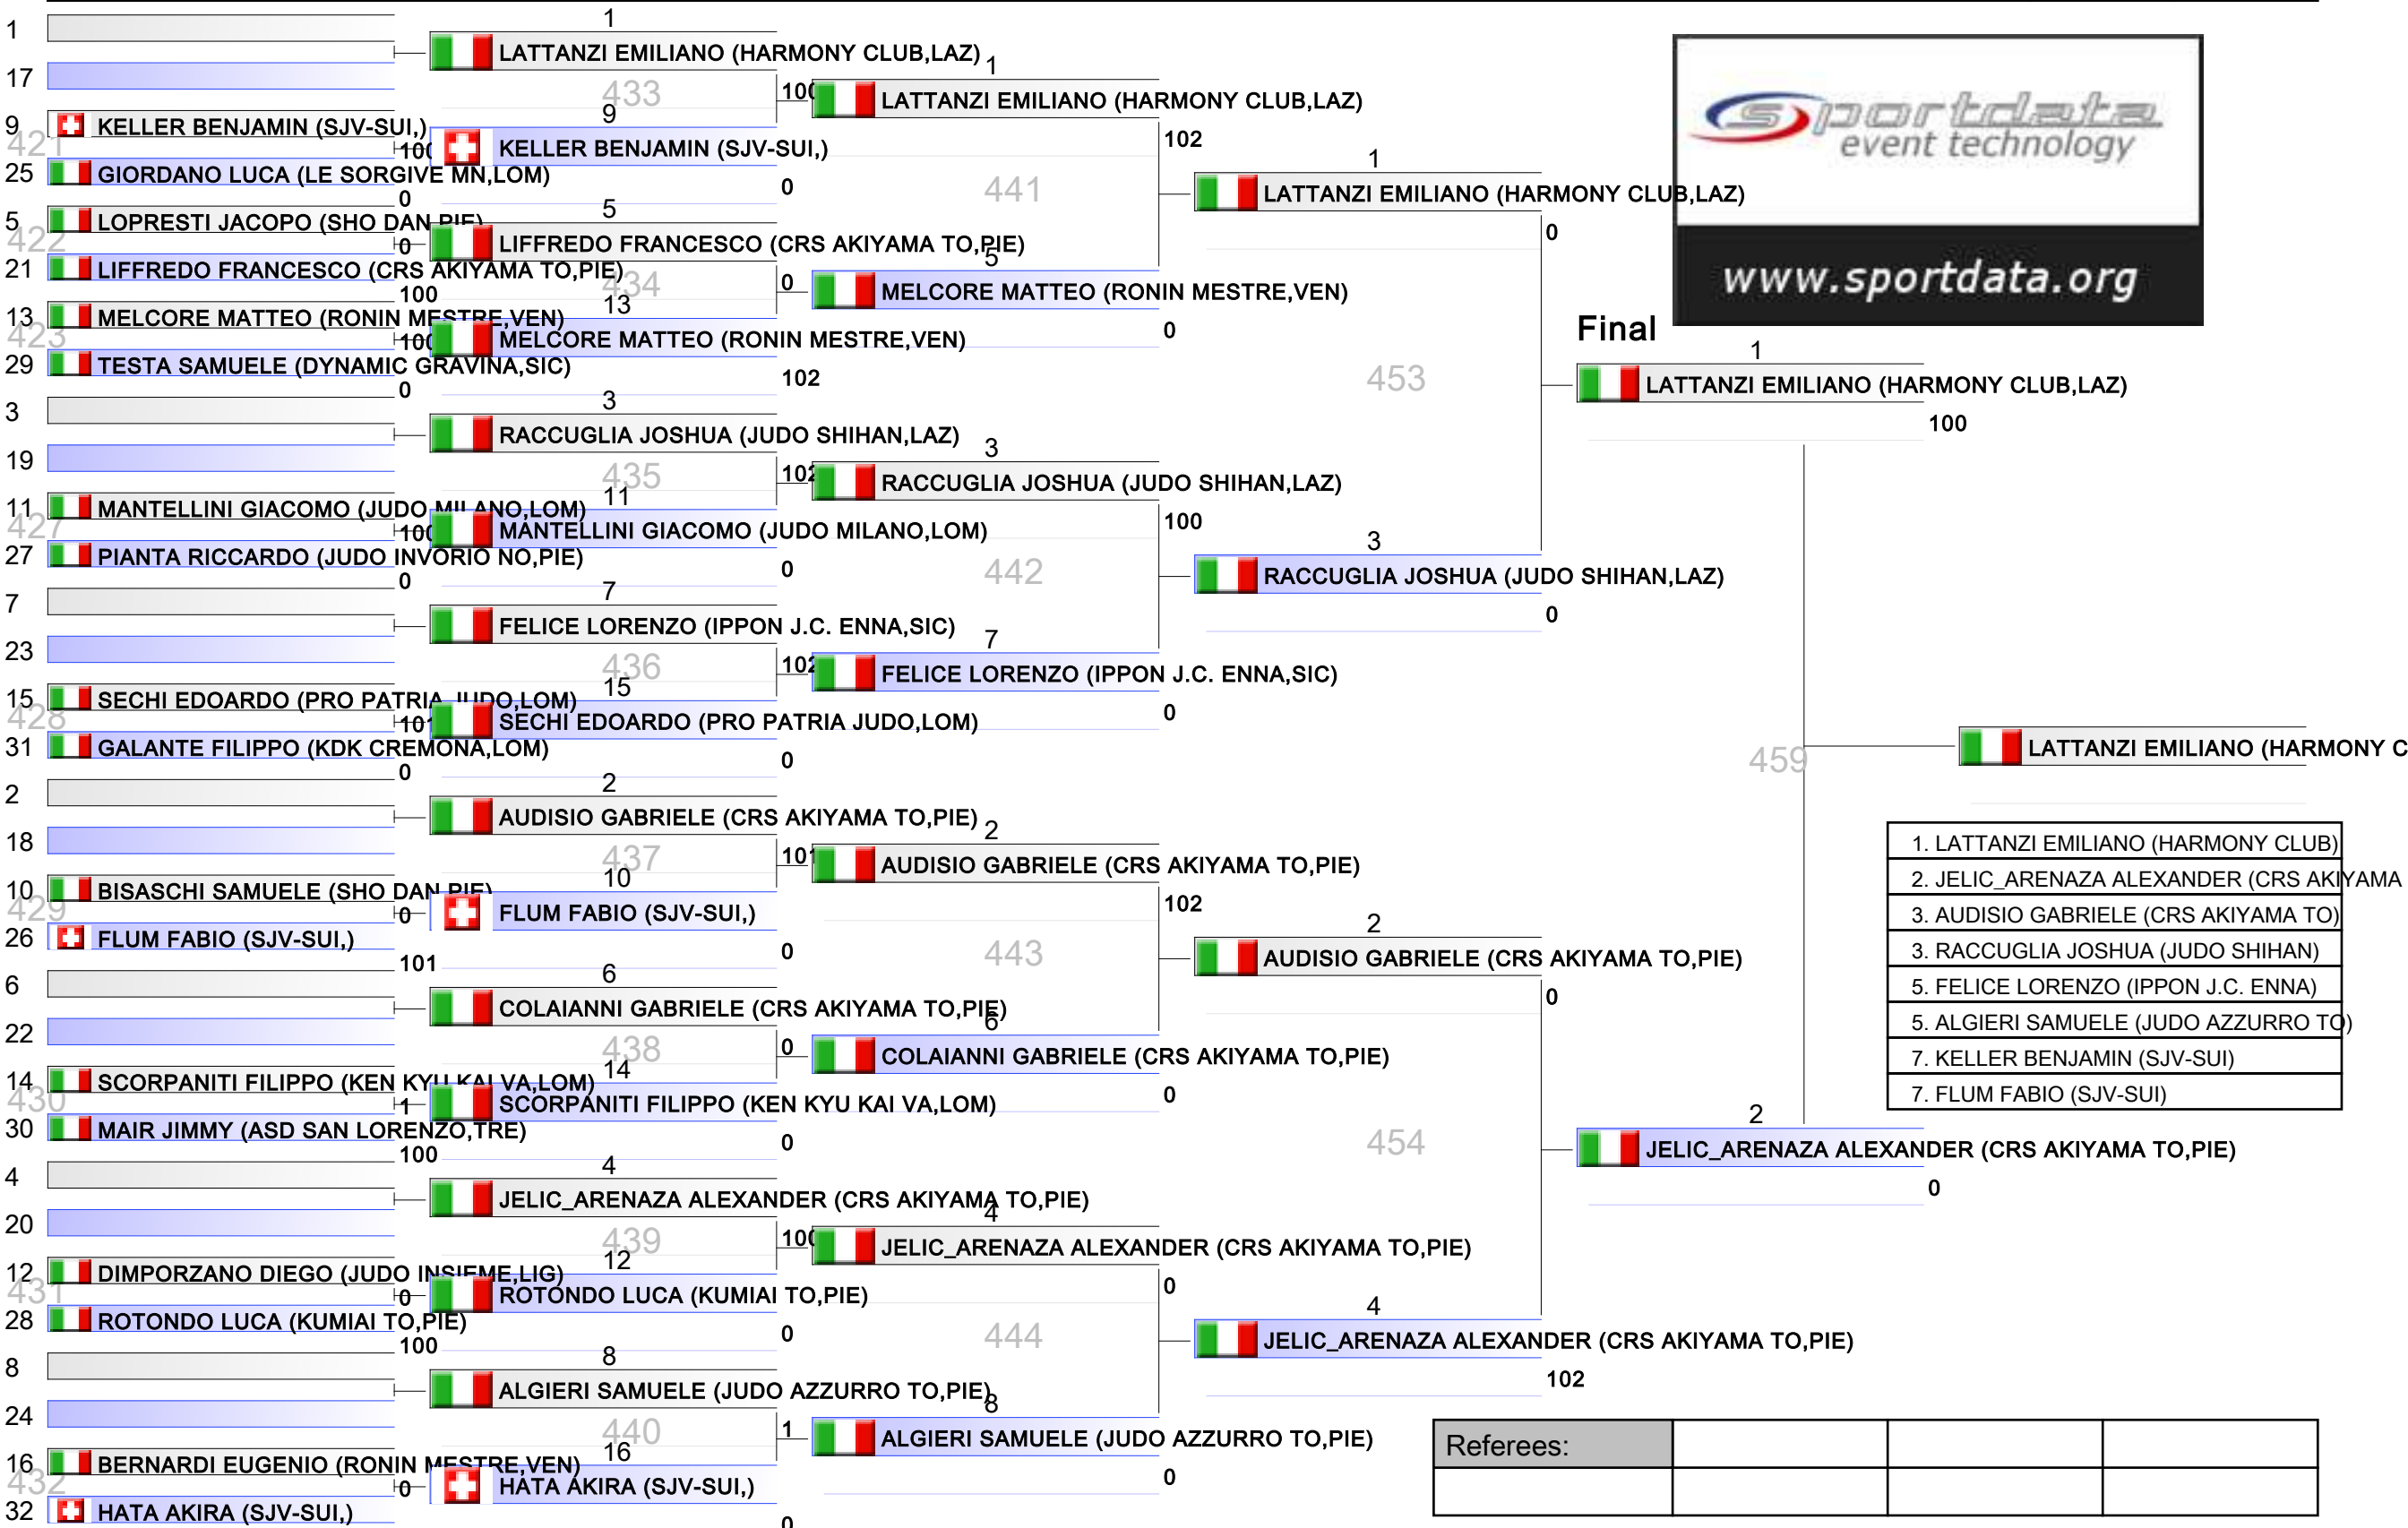 1
17
9 KELLER BENJAMIN (SJV-SUI,)
421
100
25 GIORDANO LUCA (LE SORGIVE MN,LOM)
0
5 LOPRESTI JACOPO (SHO DAN,PIE)
422
0
21 LIFFREDO FRANCESCO (CRS AKIYAMA TO,PIE)
100
13 MELCORE MATTEO (RONIN MESTRE,VEN)
423
100
29 TESTA SAMUELE (DYNAMIC GRAVINA,SIC)
0
3
19
11 MANTELLINI GIACOMO (JUDO MILANO,LOM)
427
100
27 PIANTA RICCARDO (JUDO INVORIO NO,PIE)
0
7
23
15 SECHI EDOARDO (PRO PATRIA JUDO,LOM)
428
101
31 GALANTE FILIPPO (KDK CREMONA,LOM)
0
2
18
10 BISASCHI SAMUELE (SHO DAN,PIE)
429
0
26 FLUM FABIO (SJV-SUI,)
101
6
22
14 SCORPANITI FILIPPO (KEN KYU KAI VA,LOM)
430
1
30 MAIR JIMMY (ASD SAN LORENZO,TRE)
100
4
20
12 DIMPORZANO DIEGO (JUDO INSIEME,LIG)
431
0
28 ROTONDO LUCA (KUMIAI TO,PIE)
100
8
24
16 BERNARDI EUGENIO (RONIN MESTRE,VEN)
432
0
32 HATA AKIRA (SJV-SUI,)
1
LATTANZI EMILIANO (HARMONY CLUB,LAZ)
433
100
9
KELLER BENJAMIN (SJV-SUI,)
0
5
LIFFREDO FRANCESCO (CRS AKIYAMA TO,PIE)
434
0
13
MELCORE MATTEO (RONIN MESTRE,VEN)
102
3
RACCUGLIA JOSHUA (JUDO SHIHAN,LAZ)
435
102
11
MANTELLINI GIACOMO (JUDO MILANO,LOM)
0
7
FELICE LORENZO (IPPON J.C. ENNA,SIC)
436
102
15
SECHI EDOARDO (PRO PATRIA JUDO,LOM)
0
2
AUDISIO GABRIELE (CRS AKIYAMA TO,PIE)
437
101
10
FLUM FABIO (SJV-SUI,)
0
6
COLAIANNI GABRIELE (CRS AKIYAMA TO,PIE)
438
0
14
SCORPANITI FILIPPO (KEN KYU KAI VA,LOM)
0
4
JELIC_ARENAZA ALEXANDER (CRS AKIYAMA TO,PIE)
439
100
12
ROTONDO LUCA (KUMIAI TO,PIE)
0
8
ALGIERI SAMUELE (JUDO AZZURRO TO,PIE)
440
1
16
HATA AKIRA (SJV-SUI,)
0
1
LATTANZI EMILIANO (HARMONY CLUB,LAZ)
102
441
5
MELCORE MATTEO (RONIN MESTRE,VEN)
0
3
RACCUGLIA JOSHUA (JUDO SHIHAN,LAZ)
100
442
7
FELICE LORENZO (IPPON J.C. ENNA,SIC)
0
2
AUDISIO GABRIELE (CRS AKIYAMA TO,PIE)
102
443
6
COLAIANNI GABRIELE (CRS AKIYAMA TO,PIE)
0
4
JELIC_ARENAZA ALEXANDER (CRS AKIYAMA TO,PIE)
0
444
8
ALGIERI SAMUELE (JUDO AZZURRO TO,PIE)
0
1
LATTANZI EMILIANO (HARMONY CLUB,LAZ)
0
453
3
RACCUGLIA JOSHUA (JUDO SHIHAN,LAZ)
0
2
AUDISIO GABRIELE (CRS AKIYAMA TO,PIE)
0
454
4
JELIC_ARENAZA ALEXANDER (CRS AKIYAMA TO,PIE)
102
sportdata
event technology
www.sportdata.org
Final
1
LATTANZI EMILIANO (HARMONY CLUB,LAZ)
100
459
2
JELIC_ARENAZA ALEXANDER (CRS AKIYAMA TO,PIE)
0
LATTANZI EMILIANO (HARMONY C
1. LATTANZI EMILIANO (HARMONY CLUB)
2. JELIC_ARENAZA ALEXANDER (CRS AKIYAMA
3. AUDISIO GABRIELE (CRS AKIYAMA TO)
3. RACCUGLIA JOSHUA (JUDO SHIHAN)
5. FELICE LORENZO (IPPON J.C. ENNA)
5. ALGIERI SAMUELE (JUDO AZZURRO TO)
7. KELLER BENJAMIN (SJV-SUI)
7. FLUM FABIO (SJV-SUI)
Referees: